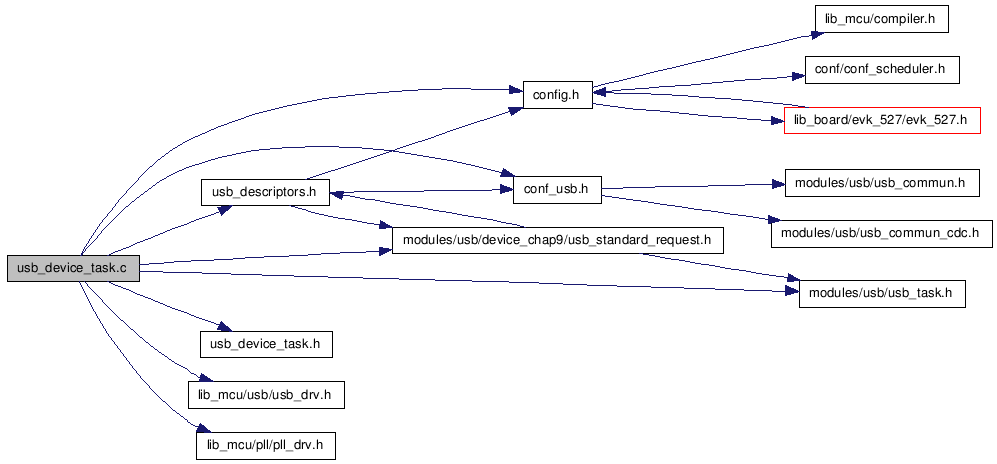 lib_mcu/compiler.h
conf/conf_scheduler.h
config.h
lib_board/evk_527/evk_527.h
modules/usb/usb_commun.h
usb_descriptors.h
conf_usb.h
modules/usb/usb_commun_cdc.h
modules/usb/device_chap9/usb_standard_request.h
usb_device_task.c
modules/usb/usb_task.h
usb_device_task.h
lib_mcu/usb/usb_drv.h
lib_mcu/pll/pll_drv.h